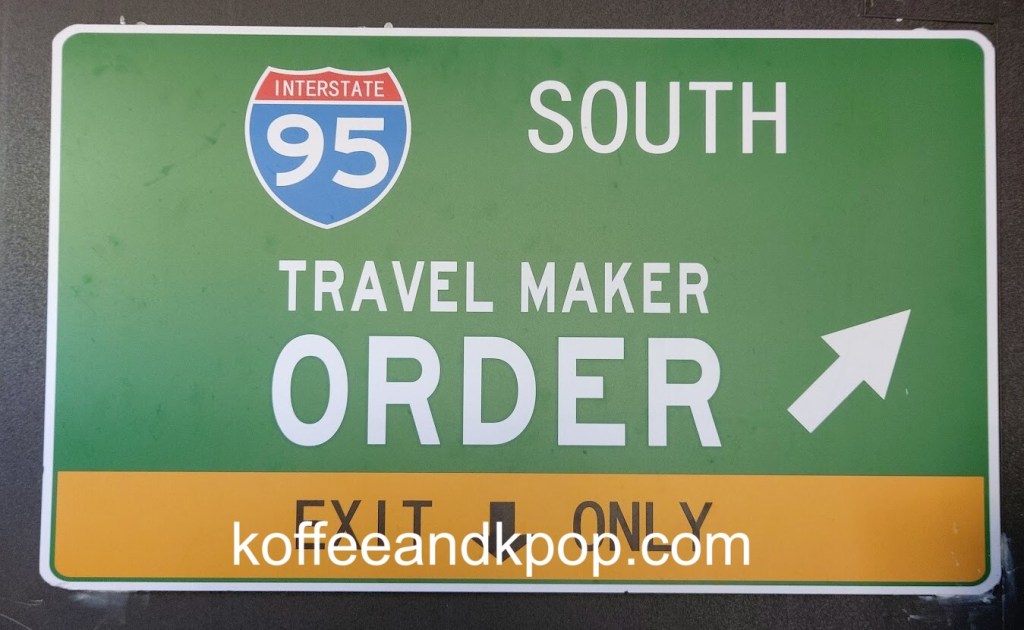 INTERSTATE
95
SOUTH
TRAVEL MAKER
ORDER
EXIT ONLY
koffeeandkpop.com